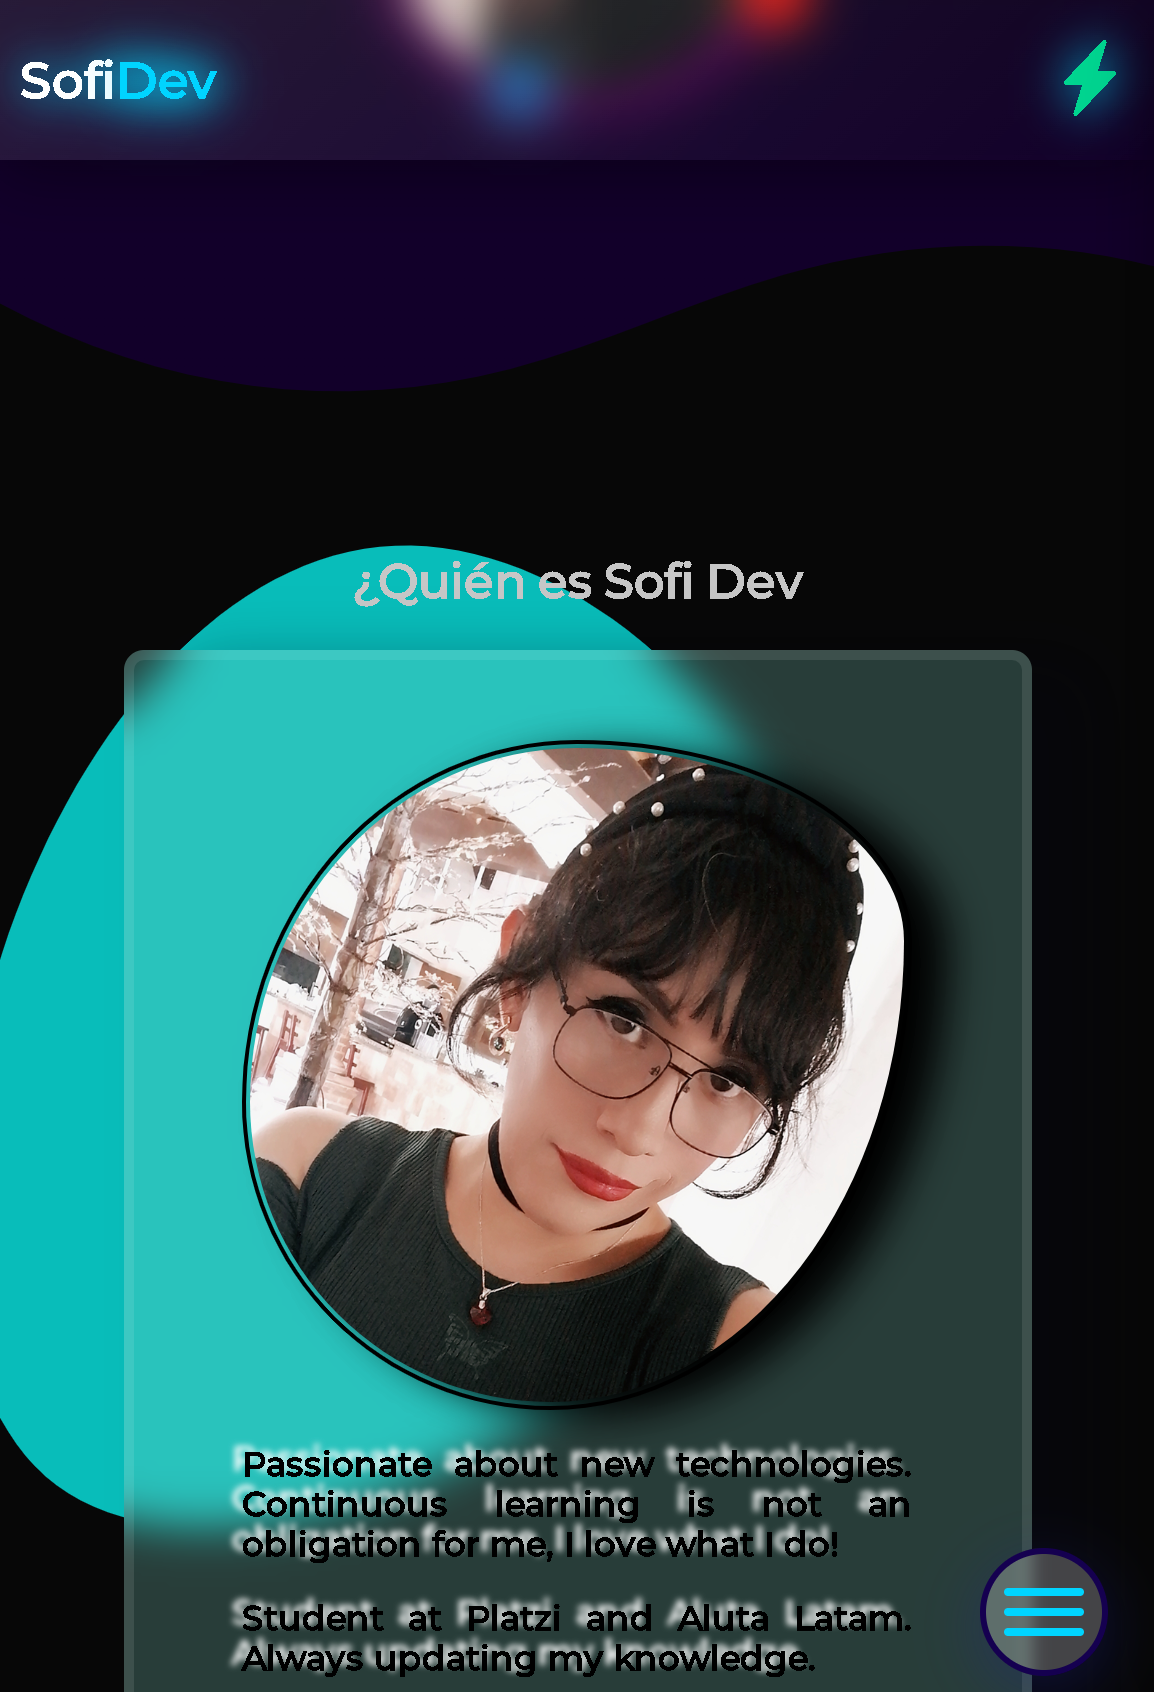 SofiDev
¿Quién es Sofi Dev
Passionate about new technologies.
Continuous learning is not an
obligation for me, I love what I do!
Student at Platzi and Aluta Latam.
Always updating my knowledge.